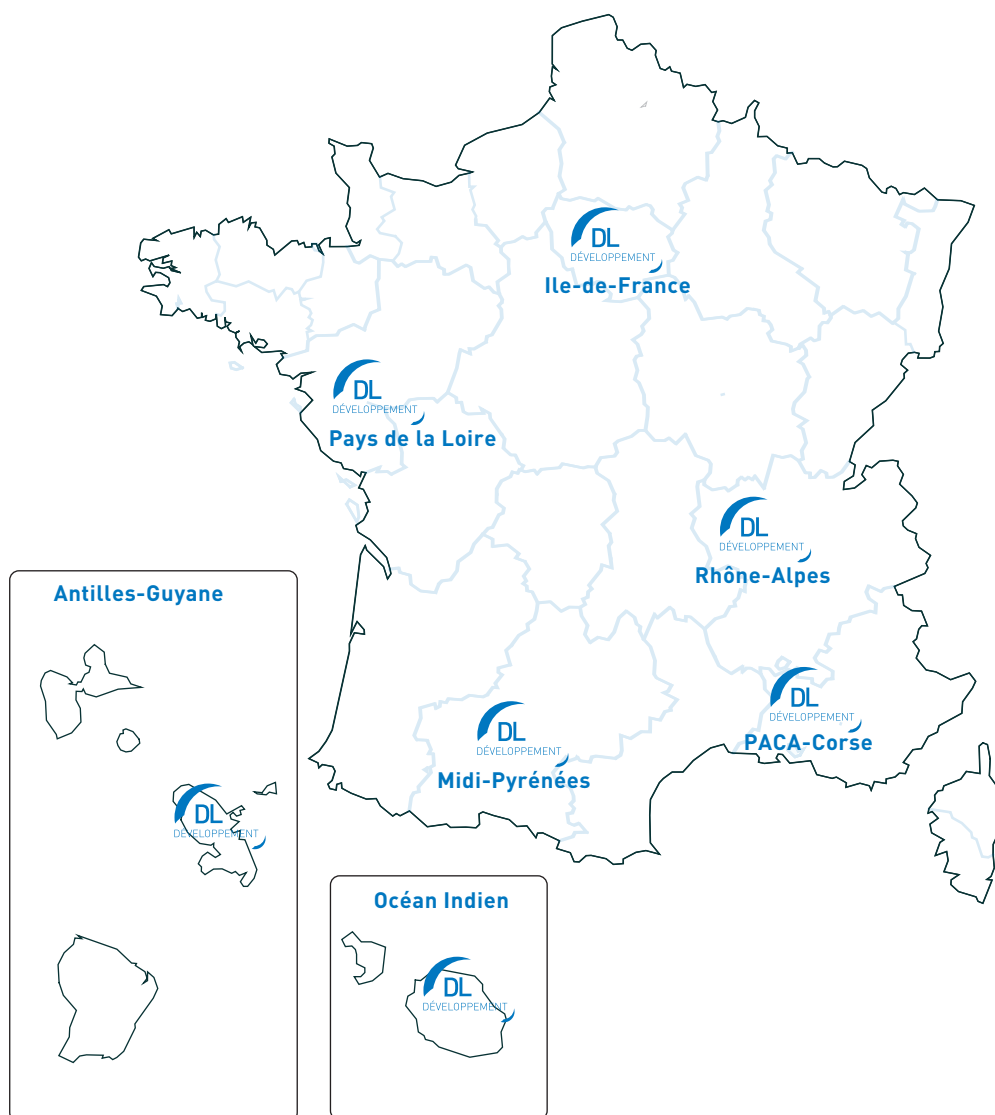 DL
DÉVELOPPEMENT
Ile-de-France
DL
DÉVELOPPEMENT
Pays de la Loire
DL
DÉVELOPPEMENT
Rhône-Alpes
DL
DÉVELOPPEMENT
PACA-Corse
DL
DÉVELOPPEMENT
Midi-Pyrénées
Antilles-Guyane
DL
DÉVELOPPEMENT
Océan Indien
DL
DÉVELOPPEMENT